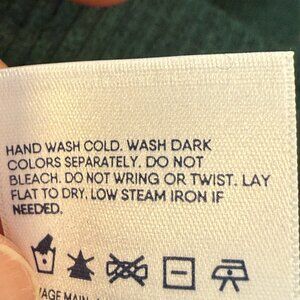 HAND WASH COLD. WASH DARK
COLORS SEPARATELY. DO NOT
BLEACH. DO NOT WRING OR TWIST. LAY
FLAT TO DRY. LOW STEAM IRON IF
NEEDED.
MAIN